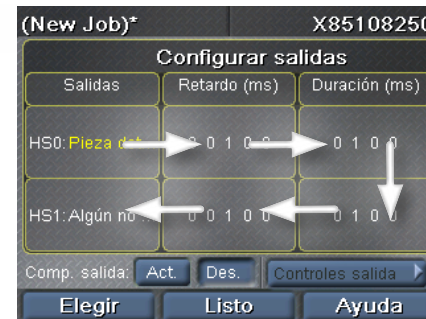 (New Job)* X85108250
Configurar salidas
Salidas Retardo (ms) Duración (ms)
HS0: Pieza 0 1 0 0 0 1 0
HS1: Algún 0 0 1 0 0 0 1 0 0
Comp. salida: Act. Des. Controles salida
Elegir Listo Ayuda